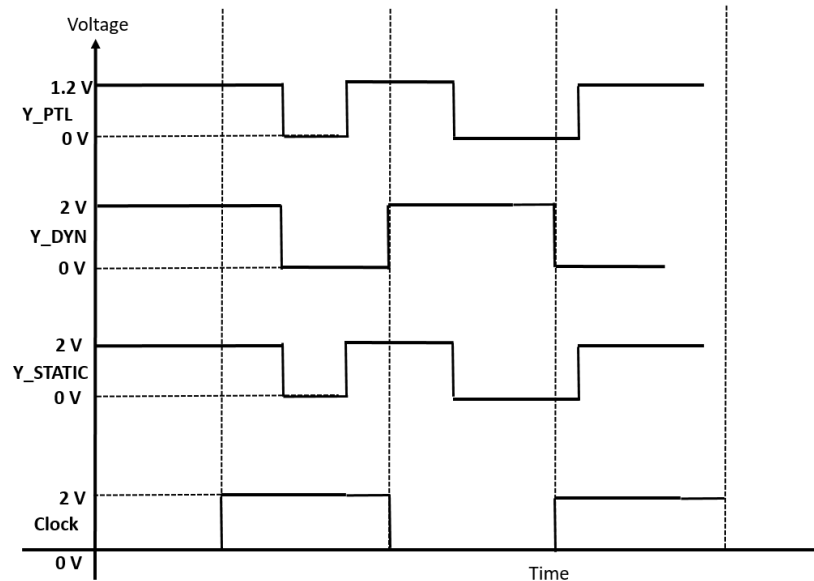 Voltage
1.2 V
Y_PTL
0 V
2 V
Y_DYN
0 V
2 V
Y_STATIC
0 V
2 V
Clock
0 V
Time